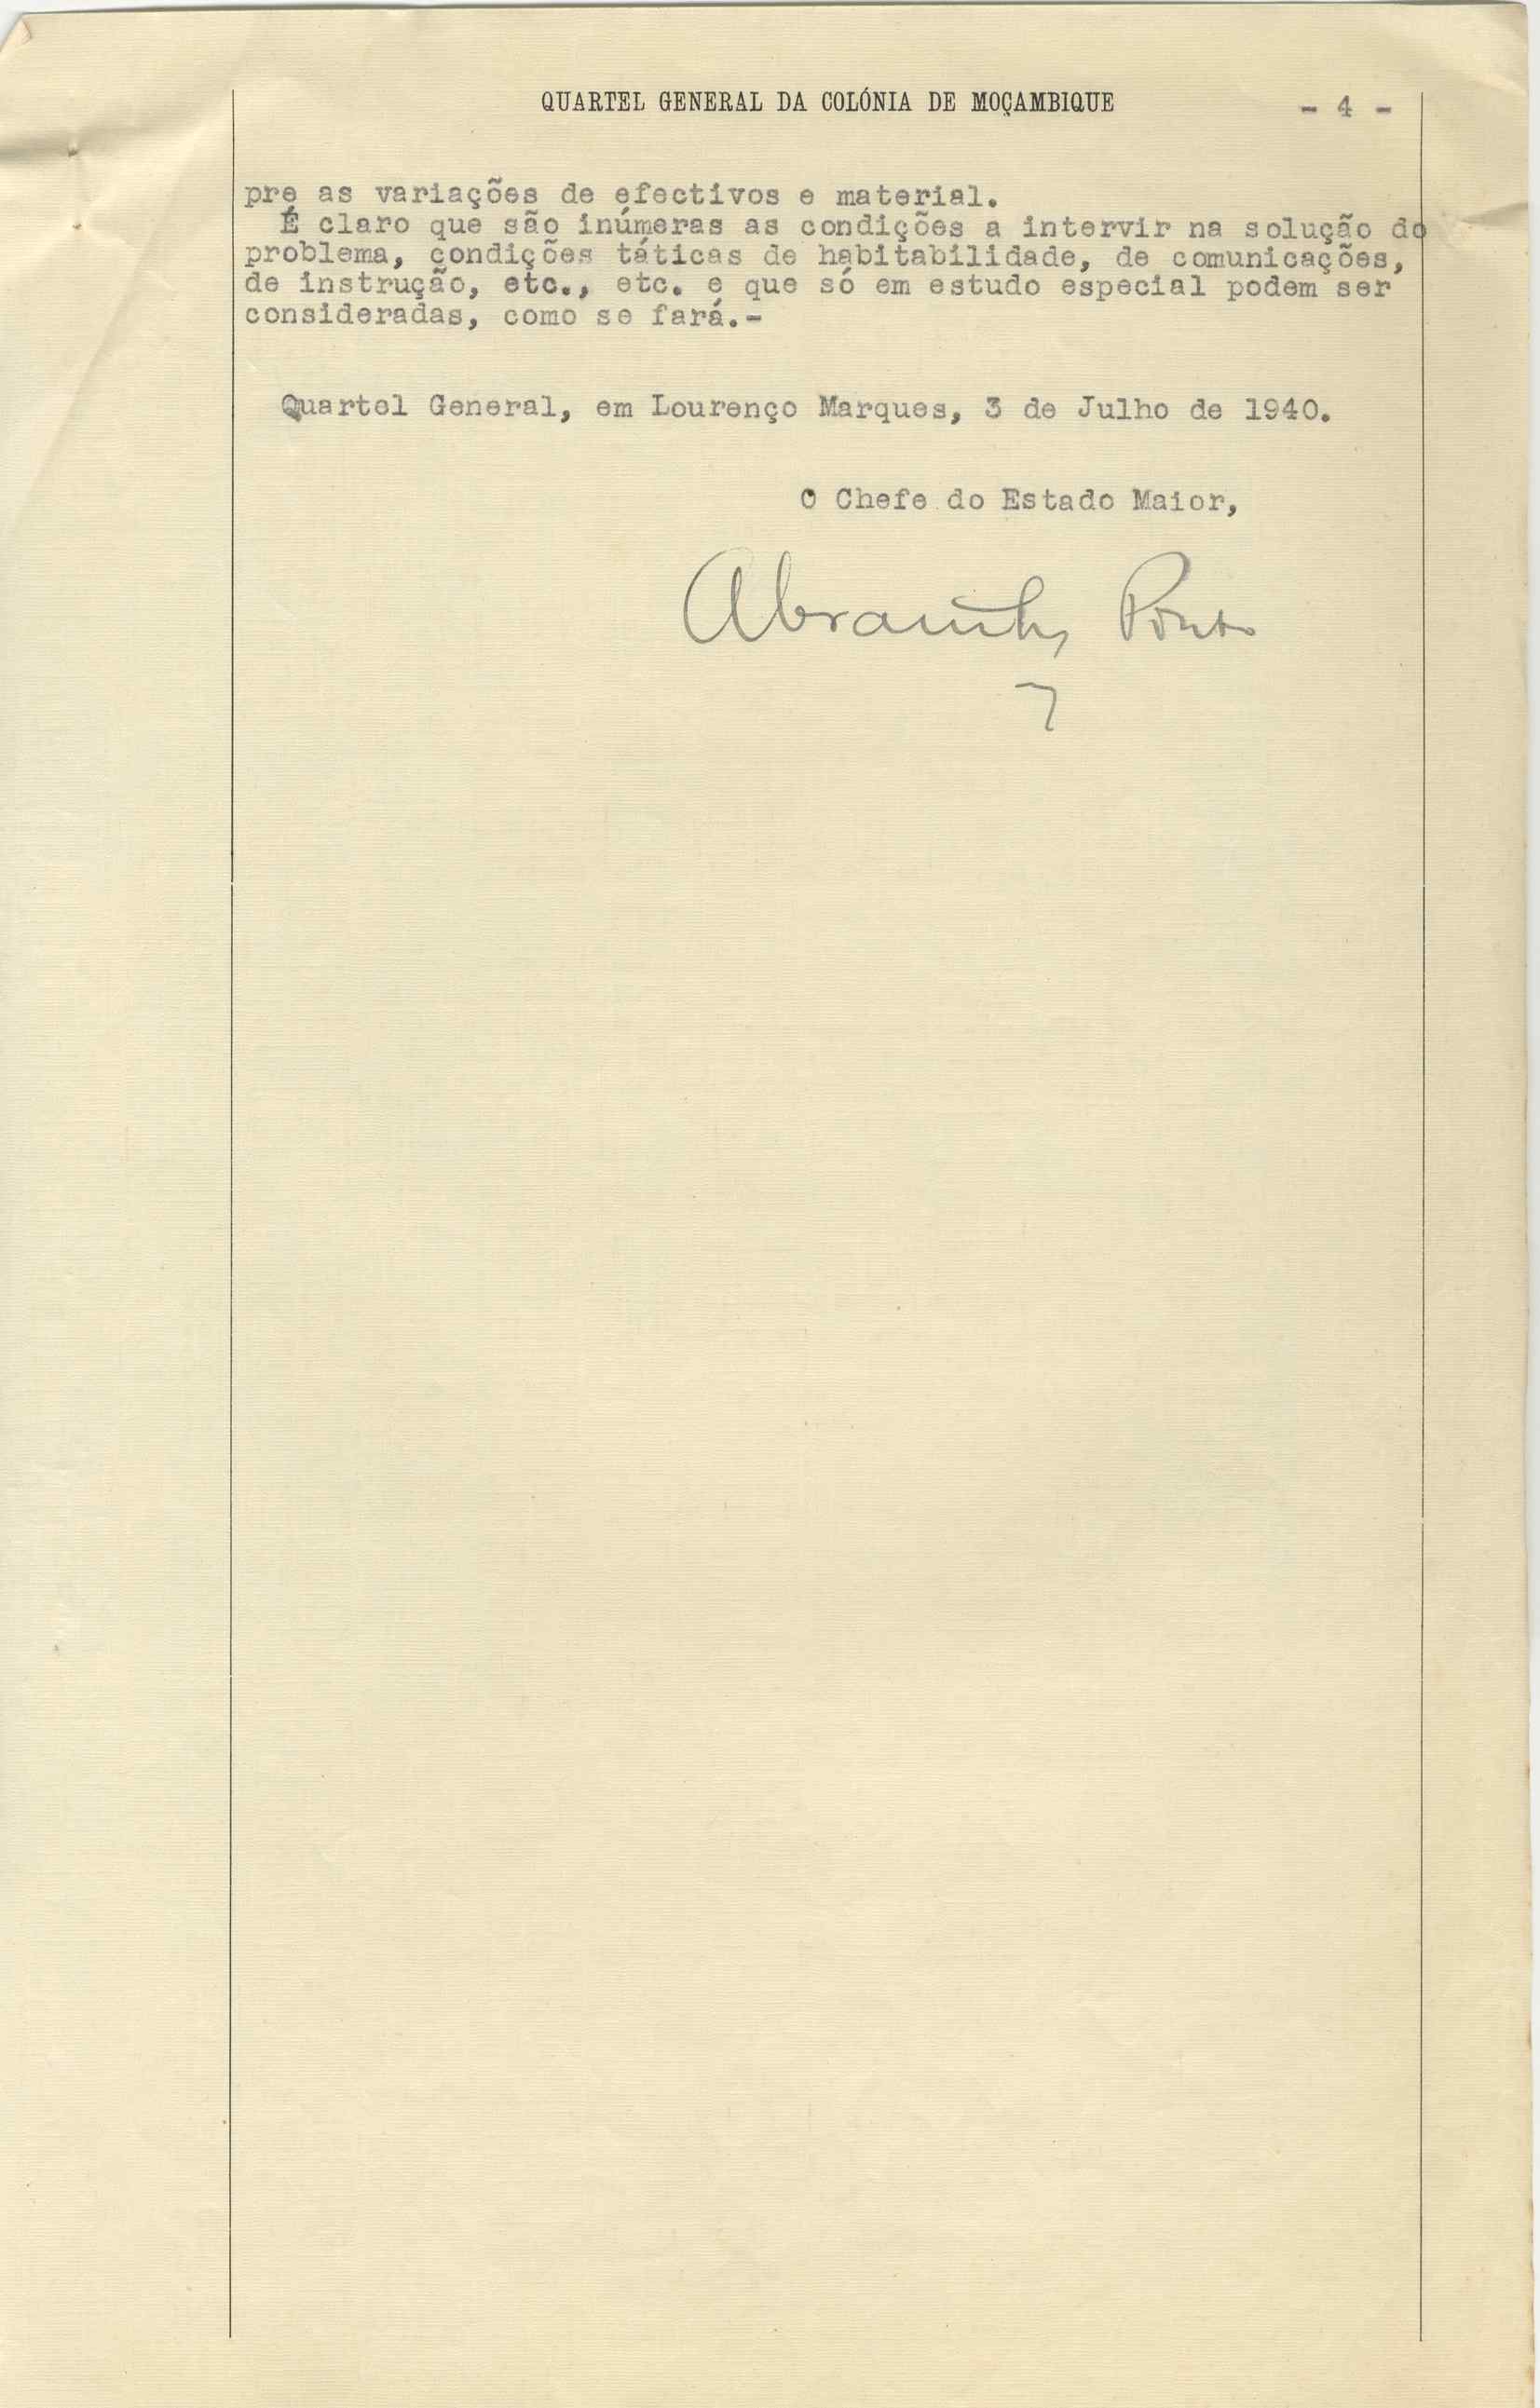 QUARTEL GENERAL DA COLÓNIA DE MOÇAMBIQUE - 4 -
pre as variações de efectivos e material.
É claro que são inúmeras as condições a intervir na solução do
problema, condições táticas de habitabilidade, de comunicações,
de instrução, etc., etc. e que só em estudo especial podem ser
consideradas, como se fará.-
Quartel General, em Lourenço Marques, 3 de Julho de 1940.
O Chefe do Estado Maior,
Abranches Pinto